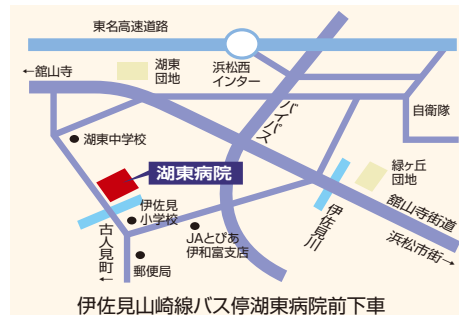 東名高速道路
←舘山寺
湖東
団地
浜松西
インター
バイパス
自衛隊
湖東中学校
湖東病院
緑ヶ丘
団地
伊佐見
小学校
伊佐見川
舘山寺街道
浜松市街→
古人見町
↓
郵便局
JAとぴあ
伊和富支店
伊佐見山崎線バス停湖東病院前下車